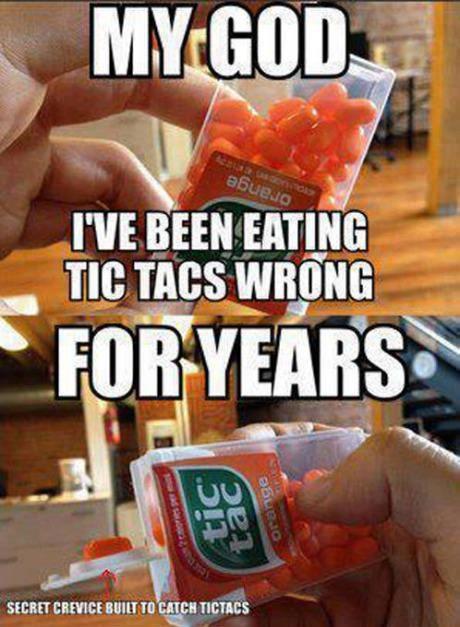 MY GOD
orange
I'VE BEEN EATING
TIC TACS WRONG
FOR YEARS
tic
tac
orange
SECRET CREVICE BUILT TO CATCH TICTACS